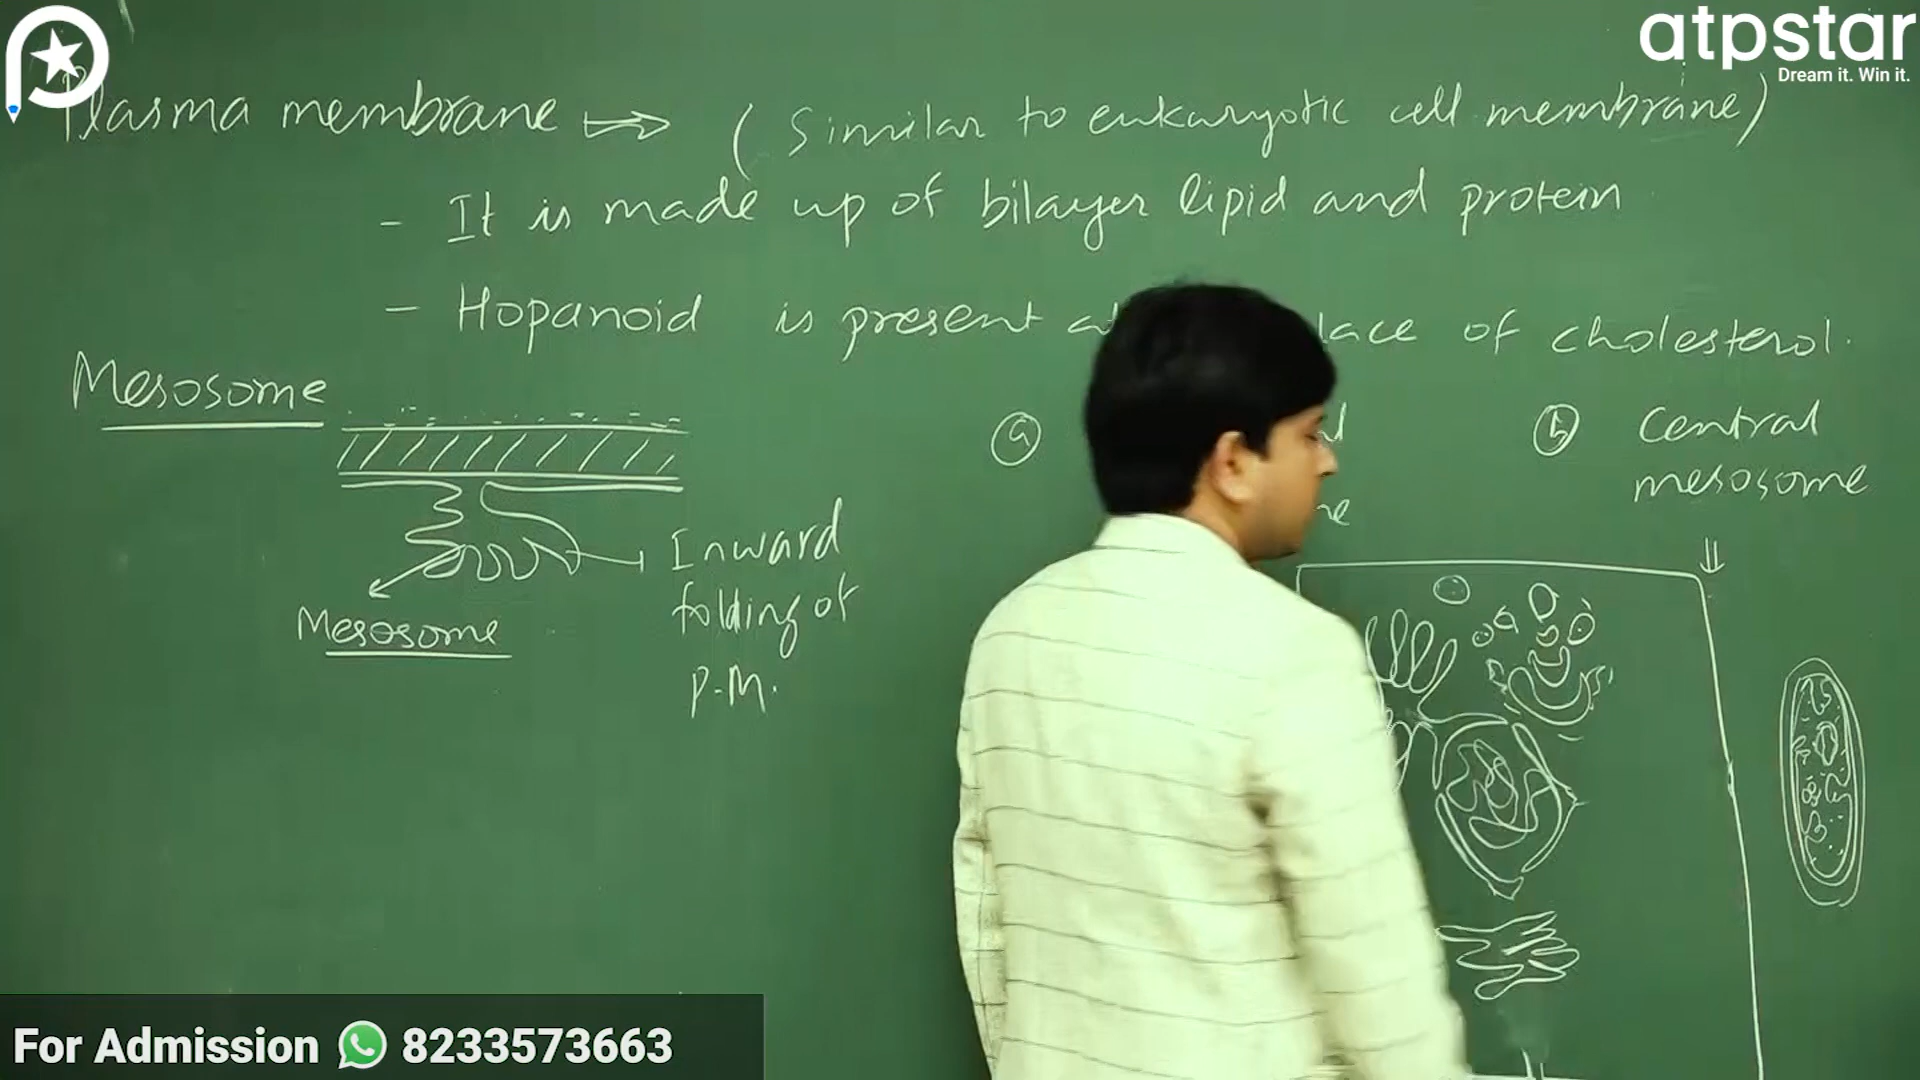 atpstar
Dream it. Win it.
Plasma membrane → (Similar to eukaryotic cell membrane)
- It is made up of bilayer lipid and protein
- Hopanoid is present lace of cholesterol.
Mesosome
ⓐ
ⓑ Central
mesosome
Inward
folding of
P.M.
Mesosome
For Admission 8233573663